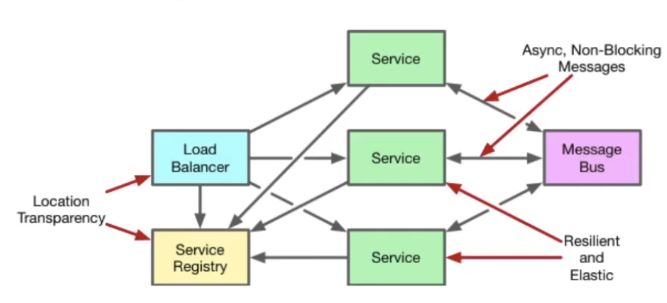 Service
Async, Non-Blocking
Messages
Load
Balancer
Service
Message
Bus
Location
Transparency
Service
Registry
Service
Resilient
and
Elastic